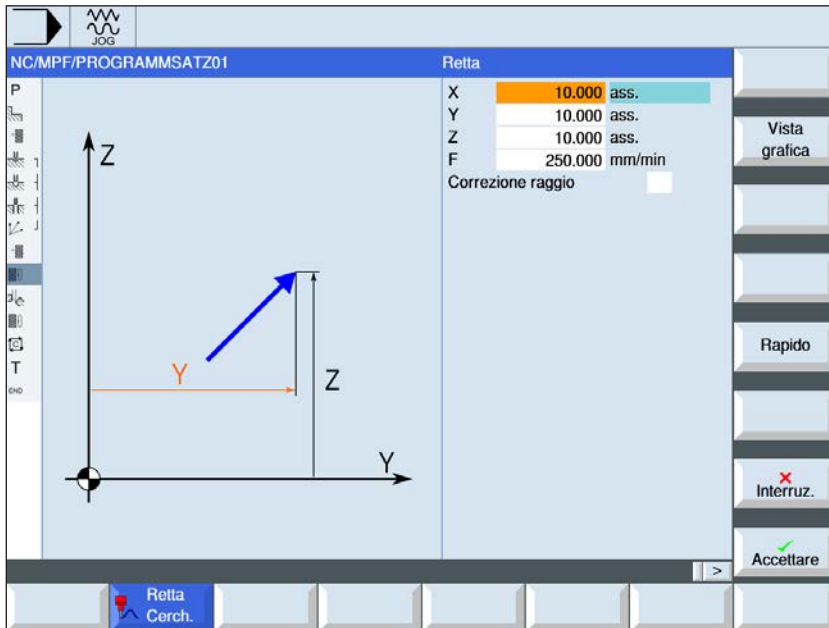 JOG
NC/MPF/PROGRAMMSATZ01
Retta
P
T
END
Z
Y
Z
Y
X 10.000 ass.
Y 10.000 ass.
Z 10.000 ass.
F 250.000 mm/min
Correzione raggio
Vista
grafica
Rapido
Interruz.
Accettare
>
Retta
Cerch.